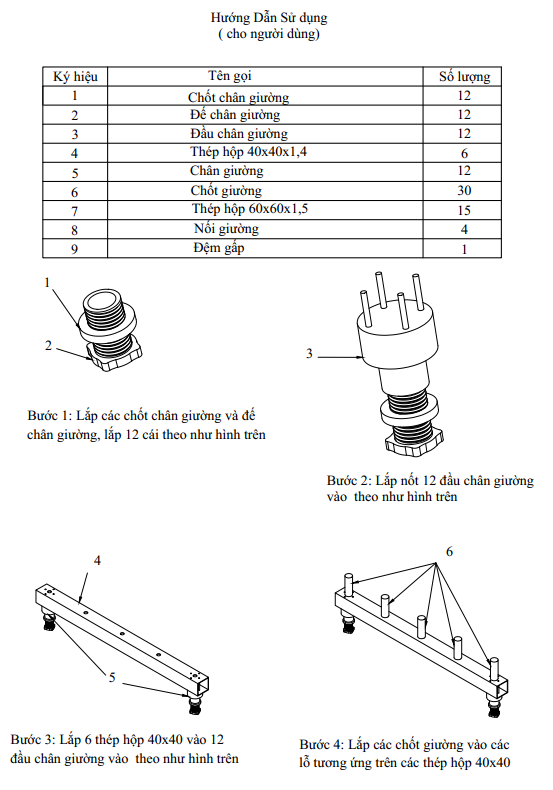 Hướng Dẫn Sử dụng
( cho người dùng)
Ký hiệu Tên gọi Số lượng
1 Chốt chân giường 12
2 Đế chân giường 12
3 Đầu chân giường 12
4 Thép hộp 40x40x1,4 6
5 Chân giường 12
6 Chốt giường 30
7 Thép hộp 60x60x1,5 15
8 Nối giường 4
9 Đệm gấp 1
1
2
3
Bước 1: Lắp các chốt chân giường và đế
chân giường, lắp 12 cái theo như hình trên
Bước 2: Lắp nốt 12 đầu chân giường
vào theo như hình trên
4
5
6
Bước 3: Lắp 6 thép hộp 40x40 vào 12
đầu chân giường vào theo như hình trên
Bước 4: Lắp các chốt giường vào các
lỗ tương ứng trên các thép hộp 40x40